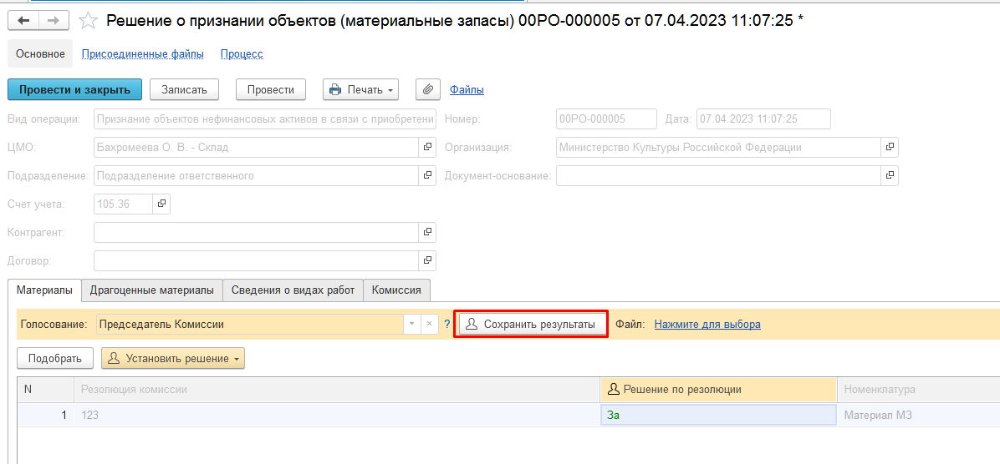 Решение о признании объектов (материальные запасы) 00РО-000005 от 07.04.2023 11:07:25 *
Основное Присоединенные файлы Процесс
Провести и закрыть Записать Провести Печать Файлы
Вид операции: Признание объектов нефинансовых активов в связи с приобретени Номер: 00РО-000005 Дата: 07.04.2023 11:07:25
ЦМО: Бахромеева О. В. - Склад Организация: Министерство Культуры Российской Федерации
Подразделение: Подразделение ответственного Документ-основание:
Счет учета: 105.36
Контрагент:
Договор:
Материалы Драгоценные материалы Сведения о видах работ Комиссия
Голосование: Председатель Комиссии ? Сохранить результаты Файл: Нажмите для выбора
Подобрать Установить решение
N Резолюция комиссии Решение по резолюции Номенклатура
1 123 За Материал МЗ